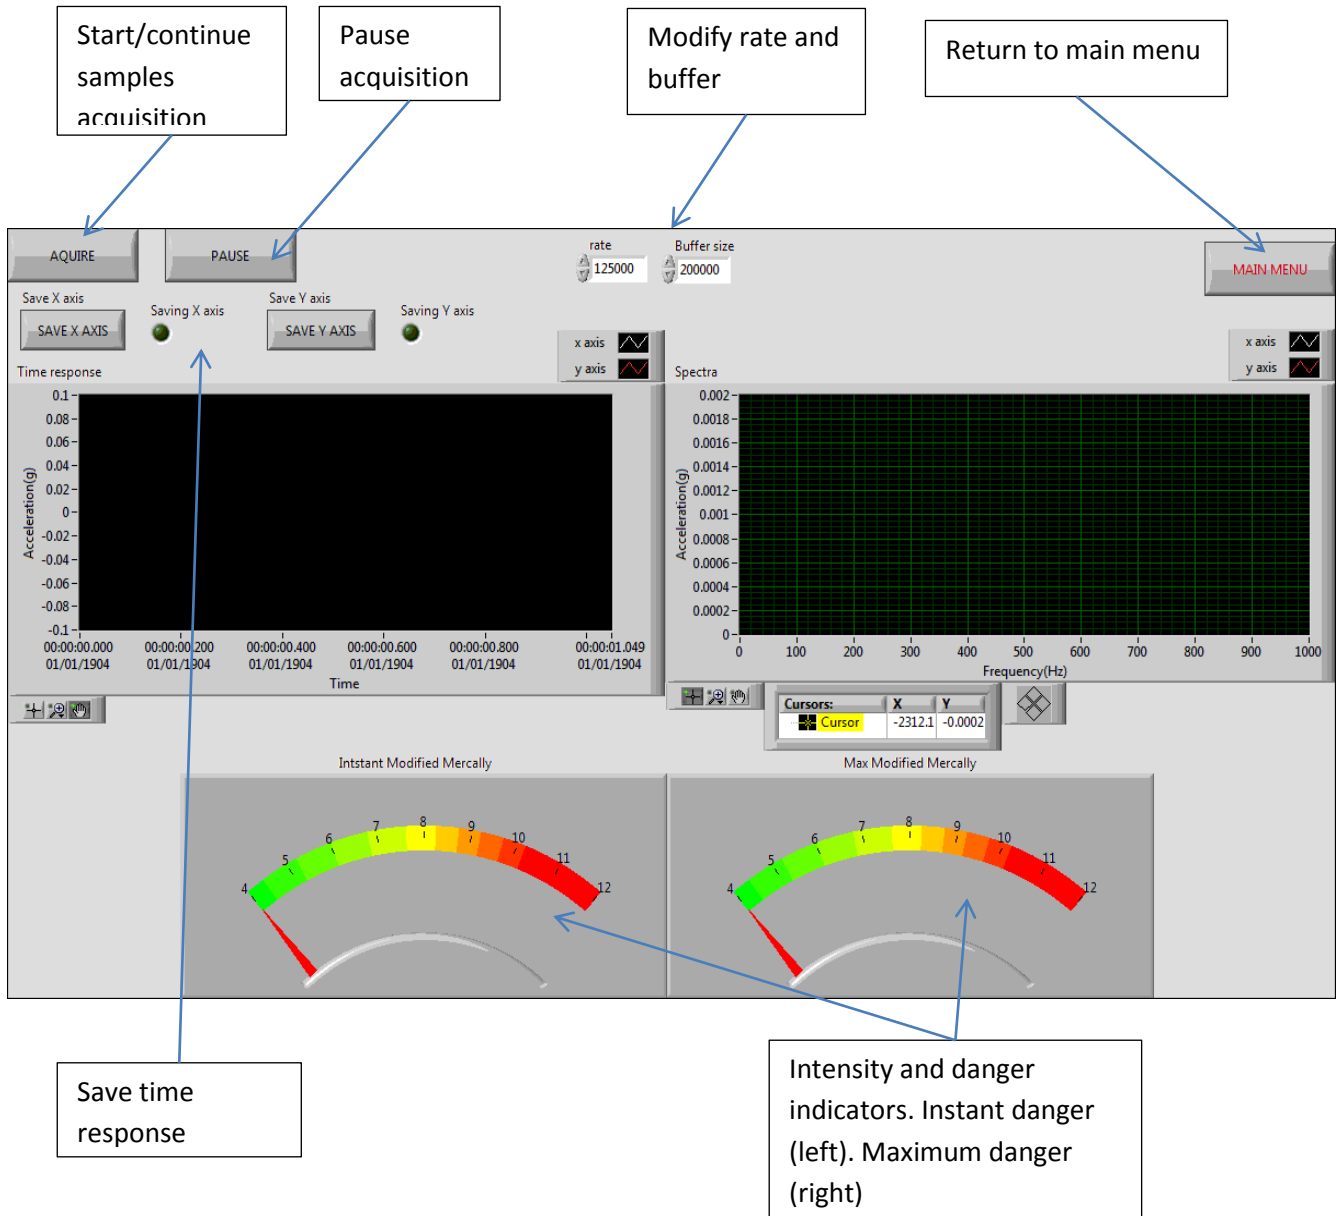 Start/continue
samples
acquisition
Pause
acquisition
Modify rate and
buffer
Return to main menu
AQUIRE
PAUSE
rate
125000
Buffer size
200000
MAIN MENU
Save X axis
SAVE X AXIS
Saving X axis
Save Y axis
SAVE Y AXIS
Saving Y axis
x axis
y axis
x axis
y axis
Time response
Acceleration(g)
0.1
0.08
0.06
0.04
0.02
0
-0.02
-0.04
-0.06
-0.08
-0.1
00:00:00.000 00:00:00.200 00:00:00.400 00:00:00.600 00:00:00.800 00:00:01.049
01/01/1904 01/01/1904 01/01/1904 01/01/1904 01/01/1904 01/01/1904
Time
Spectra
Acceleration(g)
0.002
0.0018
0.0016
0.0014
0.0012
0.001
0.0008
0.0006
0.0004
0.0002
0
0 100 200 300 400 500 600 700 800 900 1000
Frequency(Hz)
Cursors: X Y
Cursor -2312.1 -0.0002
Intstant Modified Mercally
4 5 6 7 8 9 10 11 12
Max Modified Mercally
4 5 6 7 8 9 10 11 12
Save time
response
Intensity and danger
indicators. Instant danger
(left). Maximum danger
(right)